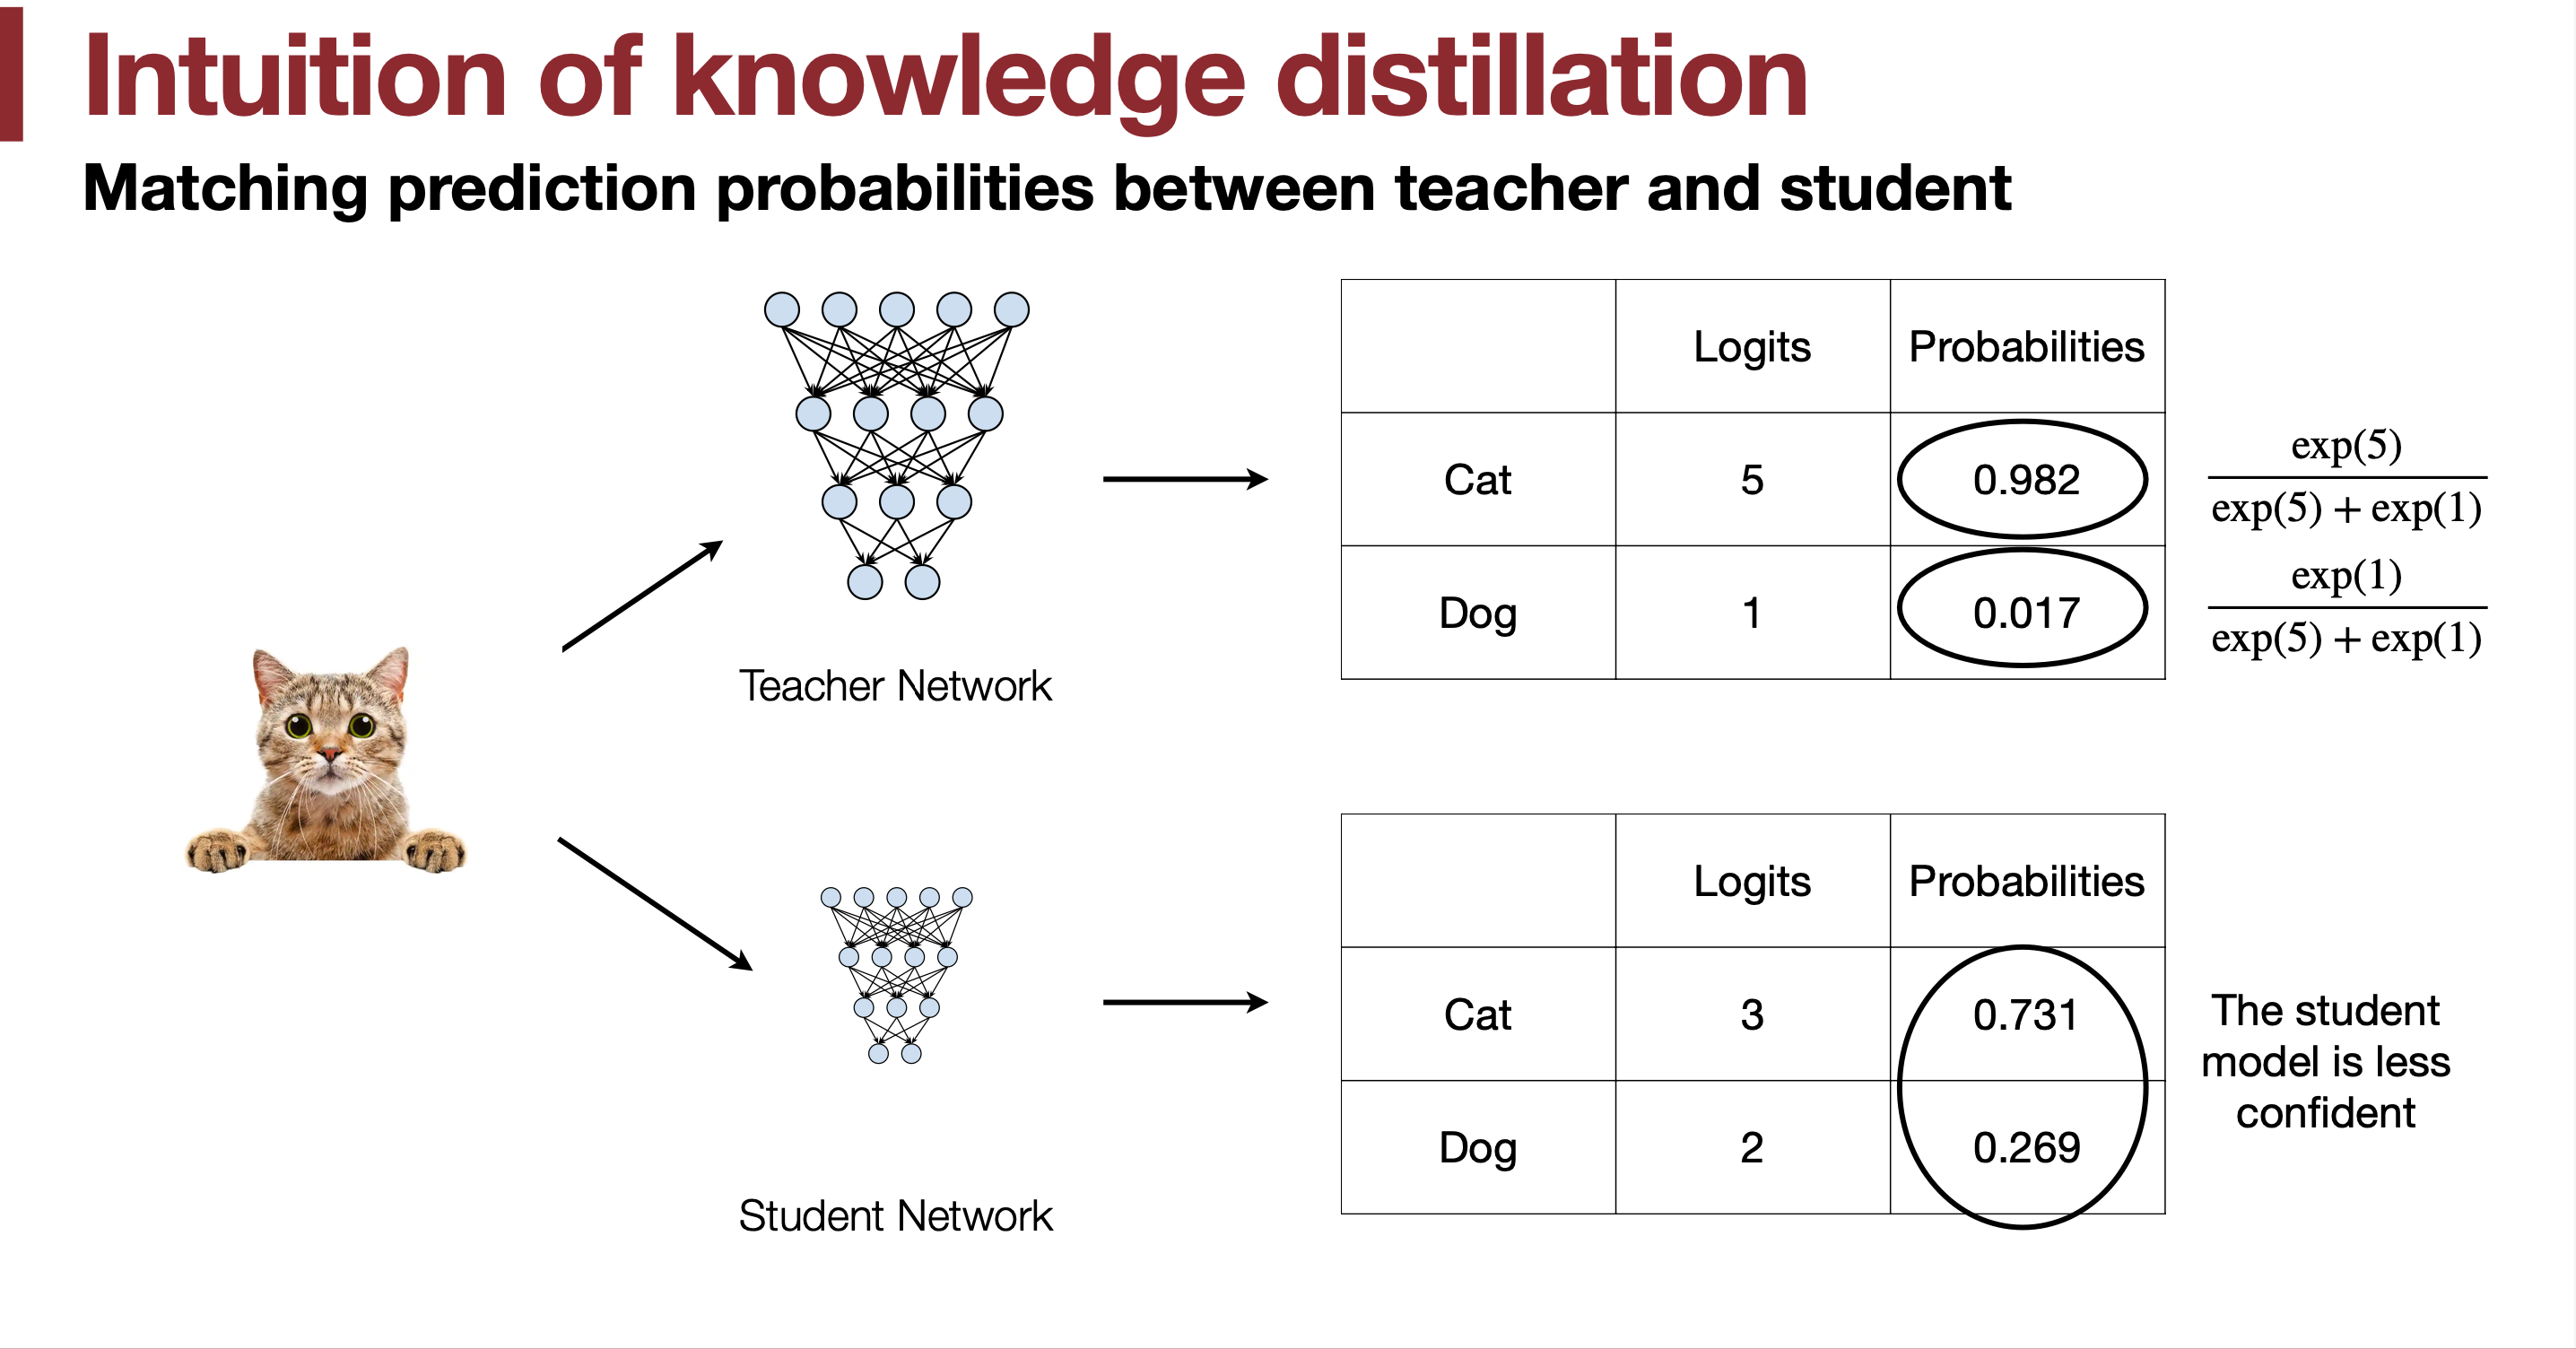 Intuition of knowledge distillation
Matching prediction probabilities between teacher and student
Teacher Network
Logits Probabilities
Cat 5 0.982
Dog 1 0.017
exp(5)
exp(5) + exp(1)
exp(1)
exp(5) + exp(1)
Student Network
Logits Probabilities
Cat 3 0.731
Dog 2 0.269
The student
model is less
confident